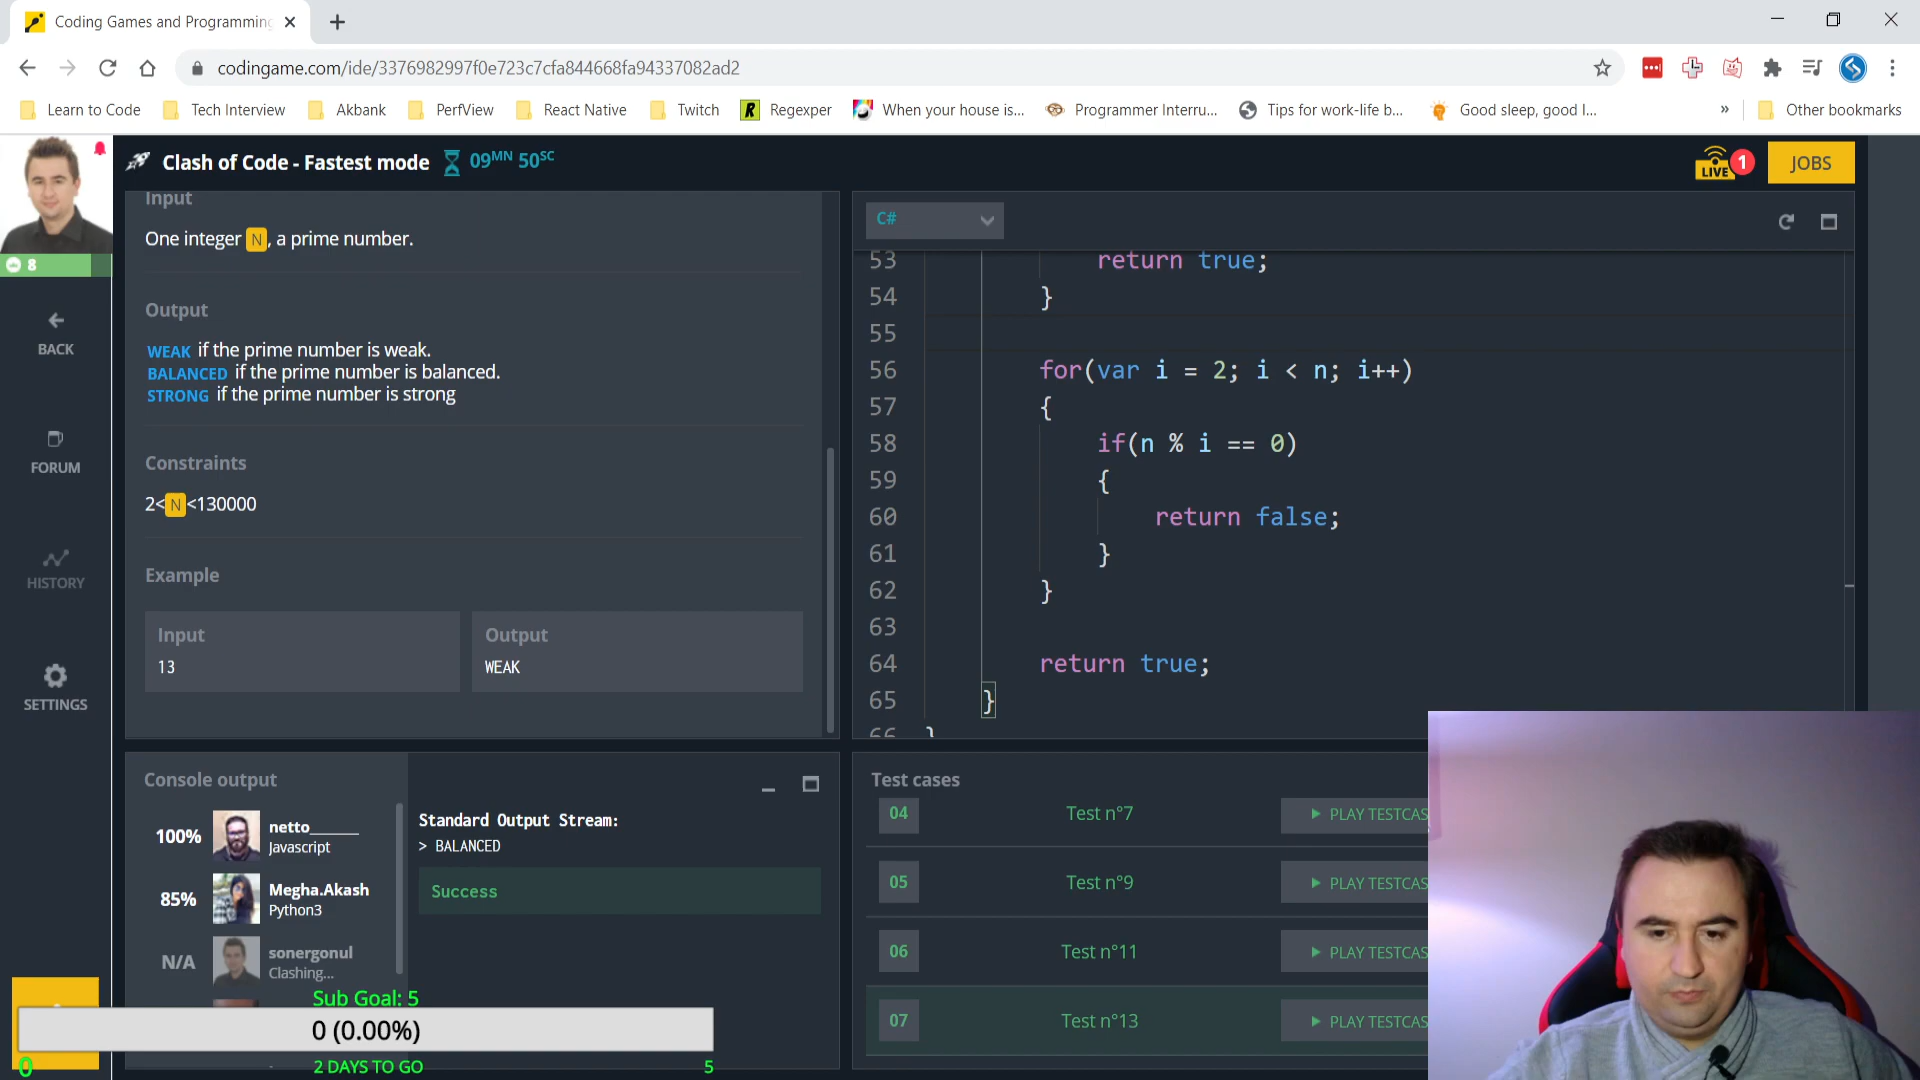 Coding Games and Programming
codingame.com/ide/3376982997f0e723c7cfa844668fa94337082ad2
Learn to Code
Tech Interview
Akbank
PerfView
React Native
Twitch
R
Regexper
When your house is...
Programmer Interru...
Tips for work-life b...
Good sleep, good l...
»
Other bookmarks
8
BACK
FORUM
HISTORY
SETTINGS
Clash of Code - Fastest mode
09MN 50SC
LIVE
1
JOBS
Input
One integer N, a prime number.
Output
WEAK if the prime number is weak.
BALANCED if the prime number is balanced.
STRONG if the prime number is strong
Constraints
2<N<130000
Example
Input
13
Output
WEAK
C#
53 return true;
54 }
55
56 for(var i = 2; i < n; i++)
57 {
58 if(n % i == 0)
59 {
60 return false;
61 }
62 }
63
64 return true;
65 }
66 }
Console output
100%
netto_______
Javascript
85%
Megha.Akash
Python3
N/A
sonergonul
Clashing...
Standard Output Stream:
> BALANCED
Success
Test cases
04 Test n°7 PLAY TESTCAS
05 Test n°9 PLAY TESTCAS
06 Test n°11 PLAY TESTCAS
07 Test n°13 PLAY TESTCAS
Sub Goal: 5
0 (0.00%)
0
2 DAYS TO GO
5